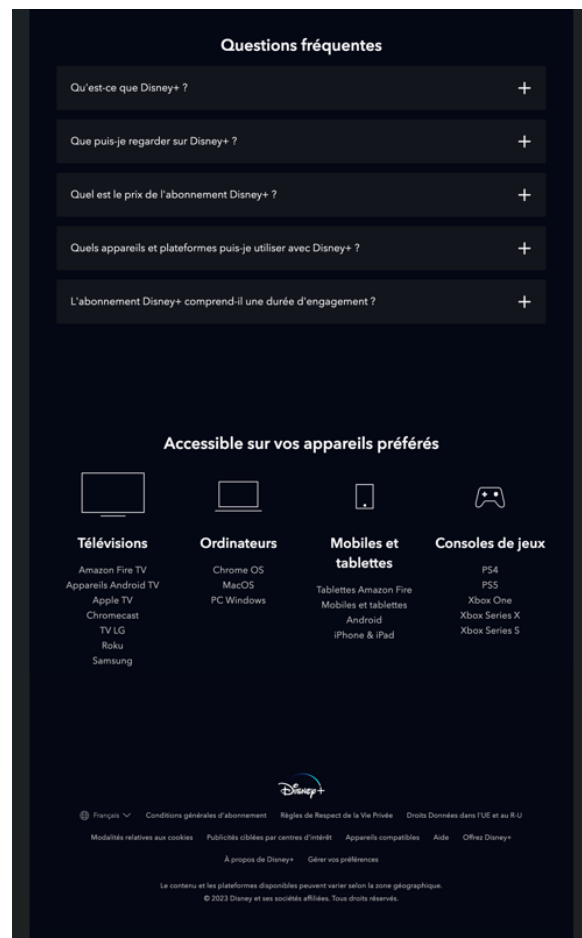 Questions fréquentes
Qu'est-ce que Disney+ ?
Que puis-je regarder sur Disney+ ?
Quel est le prix de l'abonnement Disney+ ?
Quels appareils et plateformes puis-je utiliser avec Disney+ ?
L'abonnement Disney+ comprend-il une durée d'engagement ?
Accessible sur vos appareils préférés
Télévisions
Amazon Fire TV
Appareils Android TV
Apple TV
Chromecast
TV LG
Roku
Samsung
Ordinateurs
Chrome OS
MacOS
PC Windows
Mobiles et
tablettes
Tablettes Amazon Fire
Mobiles et tablettes
Android
iPhone & iPad
Consoles de jeux
PS4
PS5
Xbox One
Xbox Series X
Xbox Series S
Disney+
Français Conditions générales d'abonnement Règles de Respect de la Vie Privée Droits Données dans l'UE et au R-U
Modalités relatives aux cookies Publicités ciblées par centres d'intérêt Appareils compatibles Aide Offrez Disney+
À propos de Disney+ Gérer vos préférences
Le contenu et les plateformes disponibles peuvent varier selon la zone géographique.
© 2023 Disney et ses sociétés affiliées. Tous droits réservés.